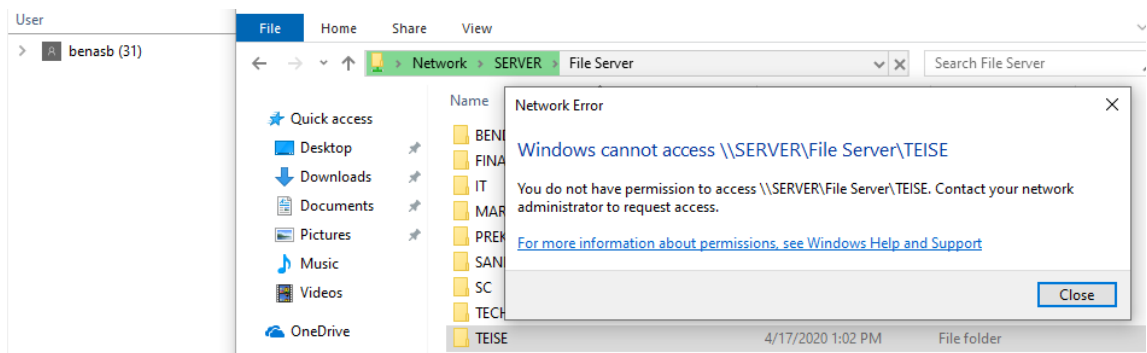 User
benasb (31)
File Home Share View
Network SERVER File Server
Search File Server
Quick access
Desktop
Downloads
Documents
Pictures
Music
Videos
OneDrive
Name
IT
SC
TEISE 4/17/2020 1:02 PM File folder
Network Error
Windows cannot access \\SERVER\File Server\TEISE
You do not have permission to access \\SERVER\File Server\TEISE. Contact your network
administrator to request access.
For more information about permissions, see Windows Help and Support
Close